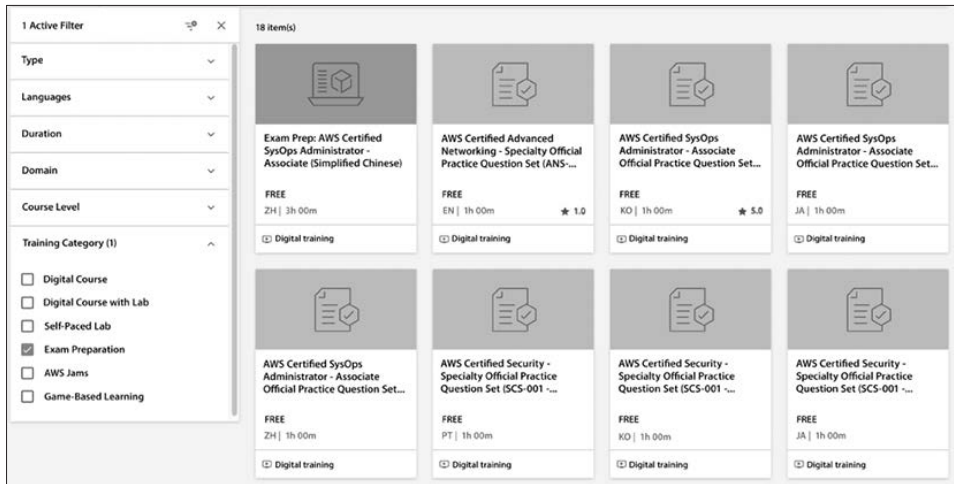 1 Active Filter
Type
Languages
Duration
Domain
Course Level
Training Category (1)
Digital Course
Digital Course with Lab
Self-Paced Lab
Exam Preparation
AWS Jams
Game-Based Learning
18 item(s)
Exam Prep: AWS Certified
SysOps Administrator -
Associate (Simplified Chinese)
FREE
ZH | 3h 00m
Digital training
AWS Certified Advanced
Networking - Specialty Official
Practice Question Set (ANS-...
FREE
EN | 1h 00m ★ 1.0
Digital training
AWS Certified SysOps
Administrator - Associate
Official Practice Question Set...
FREE
KO | 1h 00m ★ 5.0
Digital training
AWS Certified SysOps
Administrator - Associate
Official Practice Question Set...
FREE
JA | 1h 00m
Digital training
AWS Certified SysOps
Administrator - Associate
Official Practice Question Set...
FREE
ZH | 1h 00m
Digital training
AWS Certified Security -
Specialty Official Practice
Question Set (SCS-001 -...
FREE
PT | 1h 00m
Digital training
AWS Certified Security -
Specialty Official Practice
Question Set (SCS-001 -...
FREE
KO | 1h 00m
Digital training
AWS Certified Security -
Specialty Official Practice
Question Set (SCS-001 -...
FREE
JA | 1h 00m
Digital training